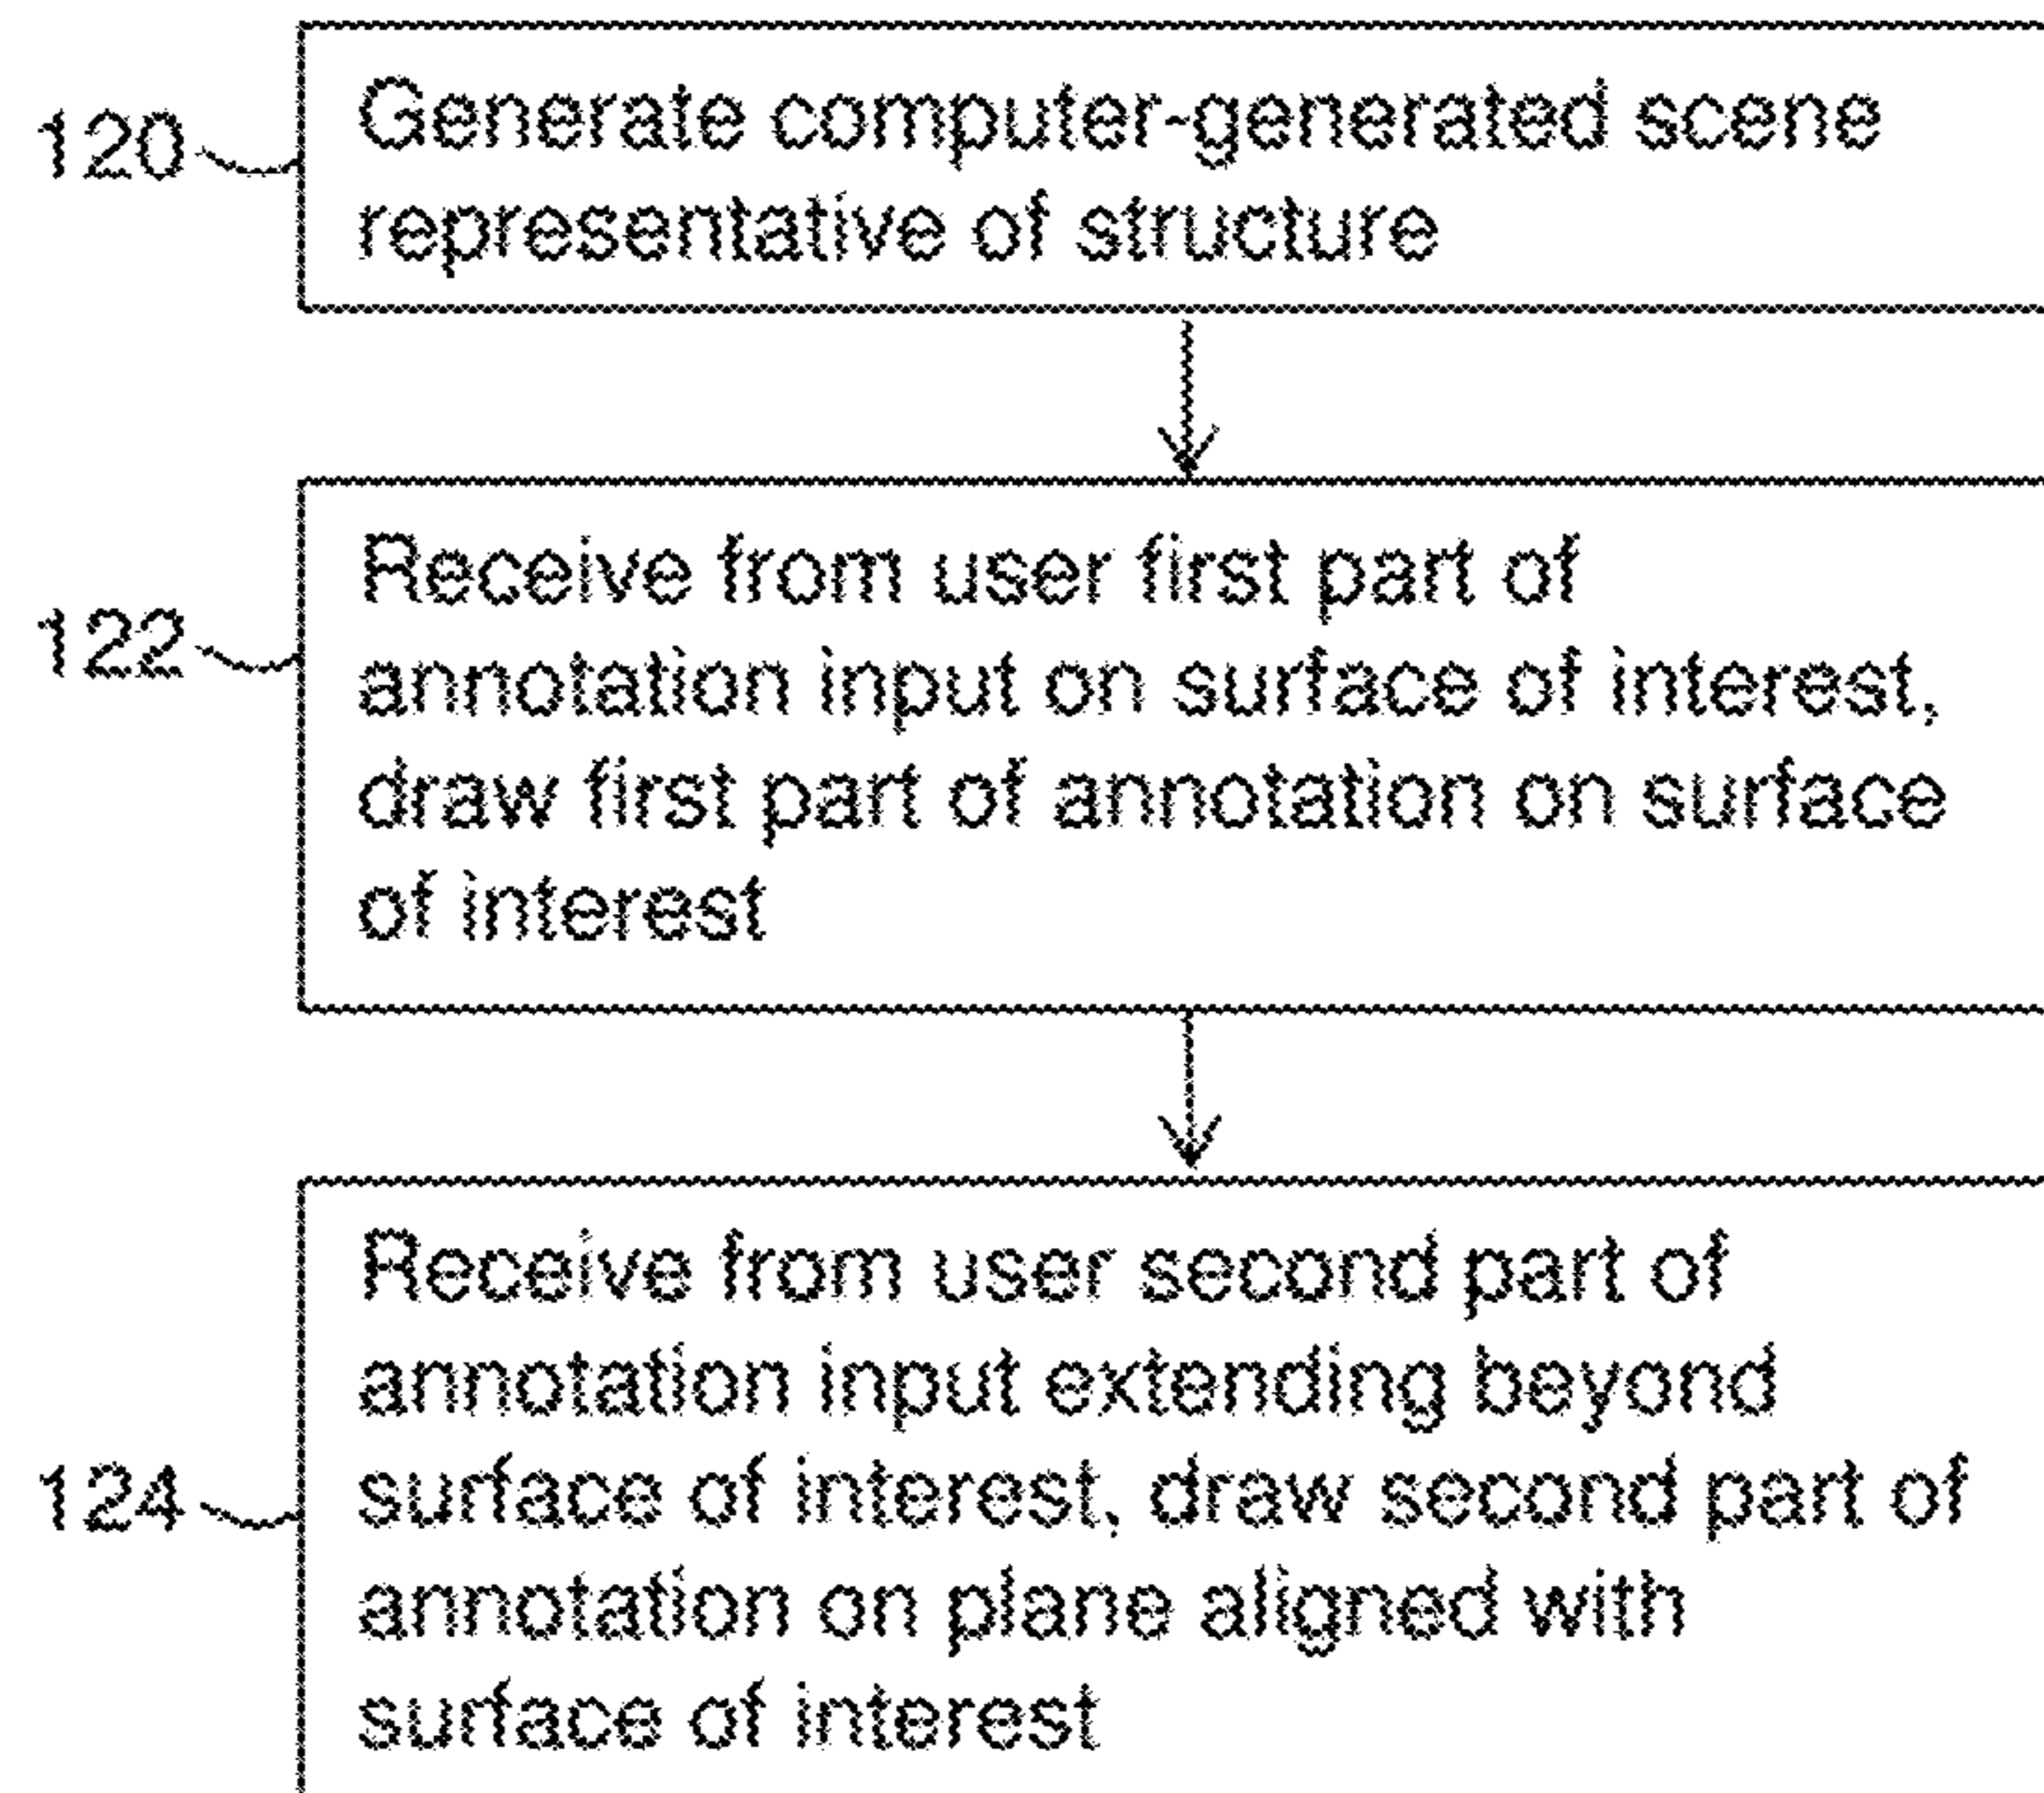 120
Generate computer-generated scene
representative of structure
122
Receive from user first part of
annotation input on surface of interest,
draw first part of annotation on surface
of interest
124
Receive from user second part of
annotation input extending beyond
surface of interest, draw second part of
annotation on plane aligned with
surface of interest